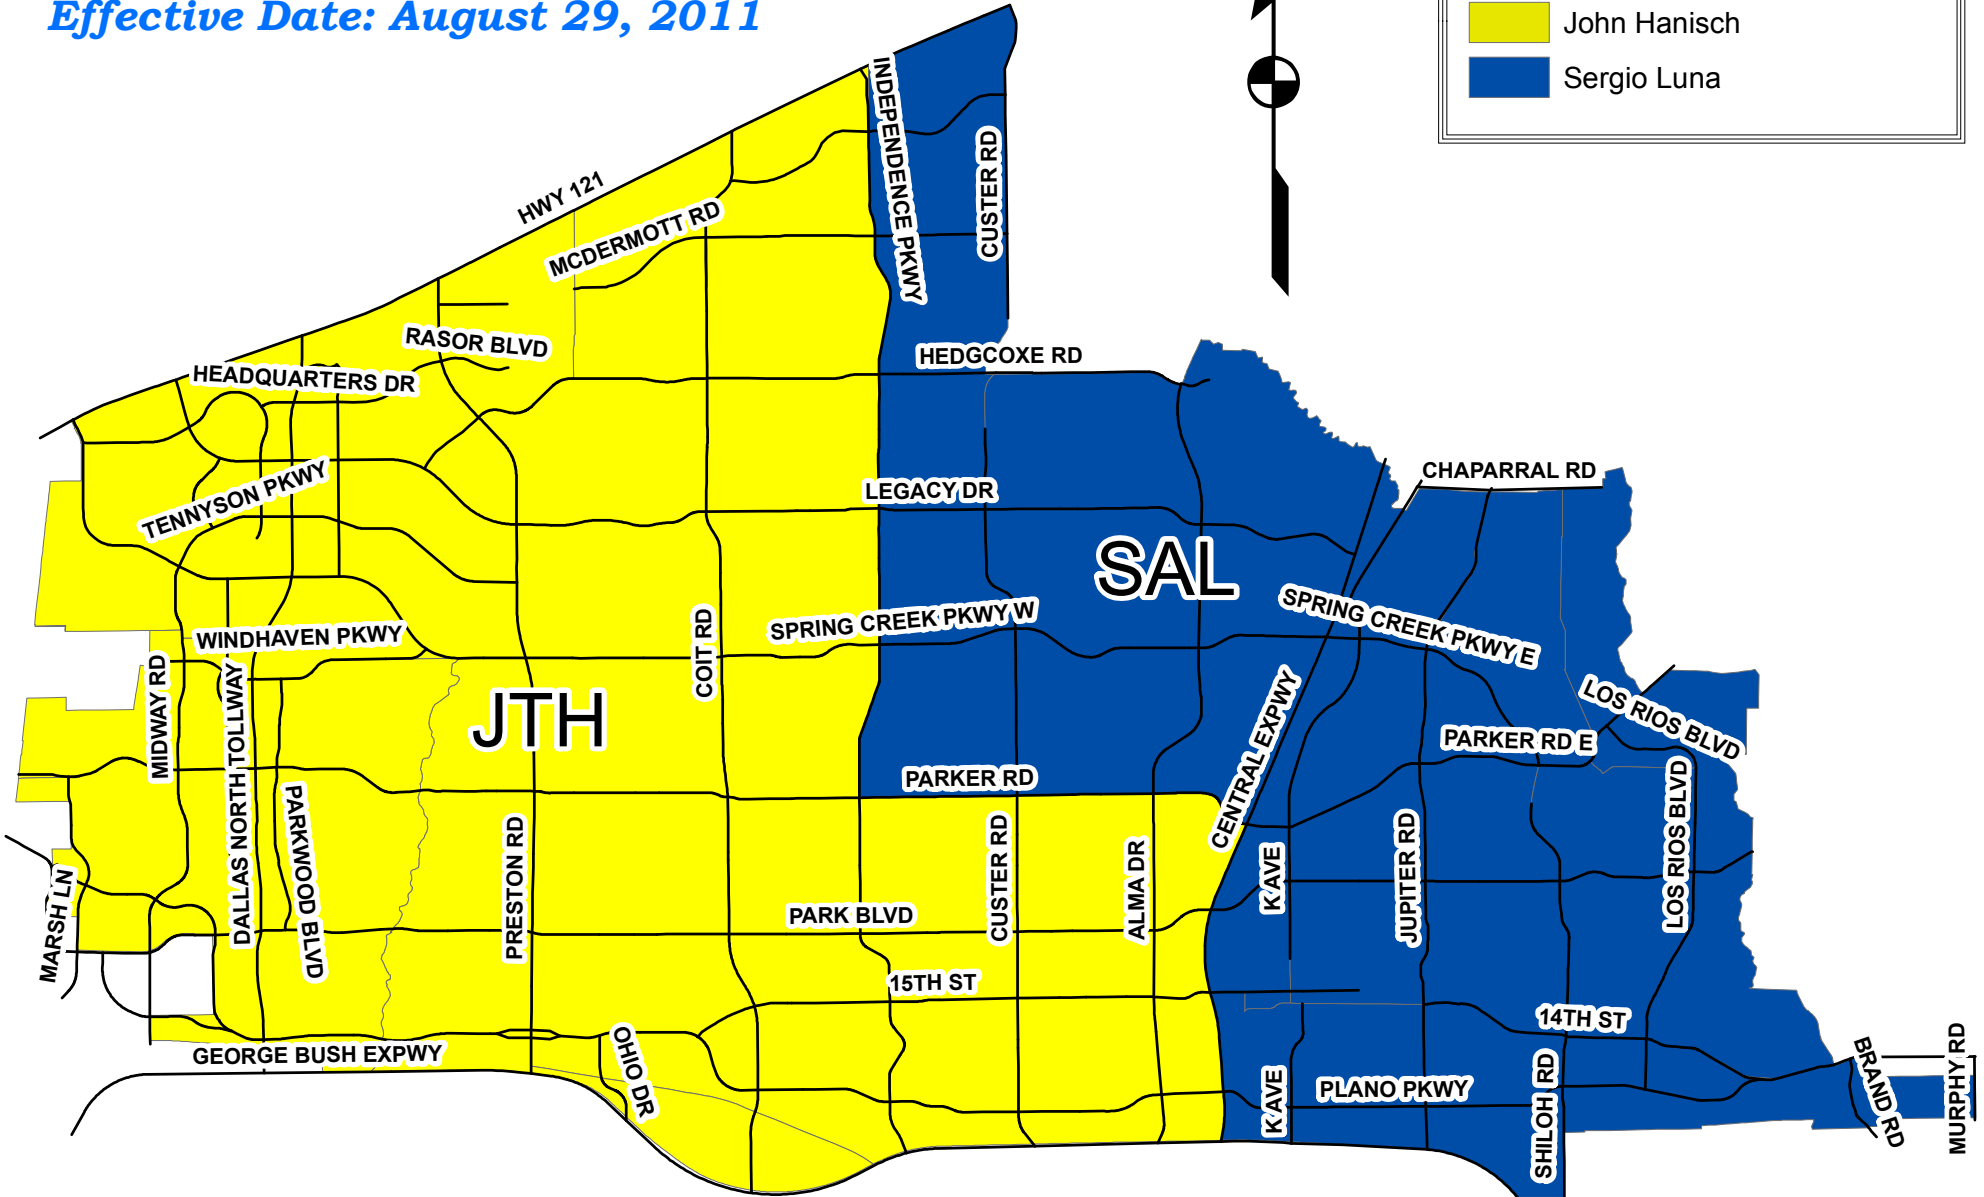 Effective Date: August 29, 2011
John Hanisch
Sergio Luna
INDEPENDENCE PKWY
CUSTER RD
HWY 121
MCDERMOTT RD
RASOR BLVD
HEADQUARTERS DR
HEDGCOXE RD
CHAPARRAL RD
TENNYSON PKWY
LEGACY DR
SAL
SPRING CREEK PKWY W
SPRING CREEK PKWY E
WINDHAVEN PKWY
COIT RD
MIDWAY RD
DALLAS NORTH TOLLWAY
JTH
LOS RIOS BLVD
PARKER RD E
CENTRAL EXPWY
PARKER RD
PARKWOOD BLVD
PRESTON RD
CUSTER RD
ALMA DR
K AVE
JUPITER RD
LOS RIOS BLVD
MARSH LN
PARK BLVD
15TH ST
14TH ST
GEORGE BUSH EXPWY
OHIO DR
K AVE
PLANO PKWY
SHILOH RD
BRAND RD
MURPHY RD